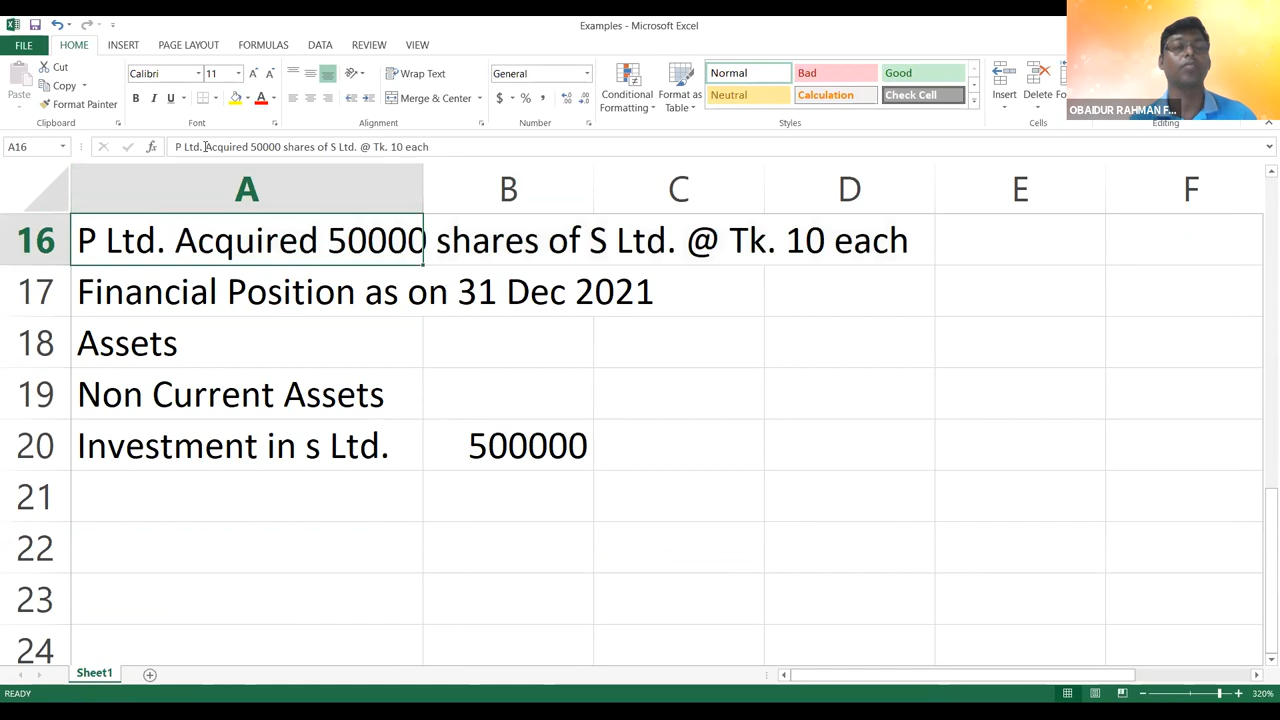 Examples - Microsoft Excel
FILE HOME INSERT PAGE LAYOUT FORMULAS DATA REVIEW VIEW
Paste Cut Copy Format Painter
Calibri 11 A A
B I U A
Wrap Text
Merge & Center
General
$ % ,
Conditional Formatting
Format as Table
Normal Bad Good
Neutral Calculation Check Cell
Insert Delete Fo
Clipboard Font Alignment Number Styles Cells Editing
OBAIDUR RAHMAN F...
A16 fx P Ltd. Acquired 50000 shares of S Ltd. @ Tk. 10 each
A B C D E F
16 P Ltd. Acquired 50000 shares of S Ltd. @ Tk. 10 each
17 Financial Position as on 31 Dec 2021
18 Assets
19 Non Current Assets
20 Investment in s Ltd. 500000
21
22
23
24
Sheet1
READY 320%